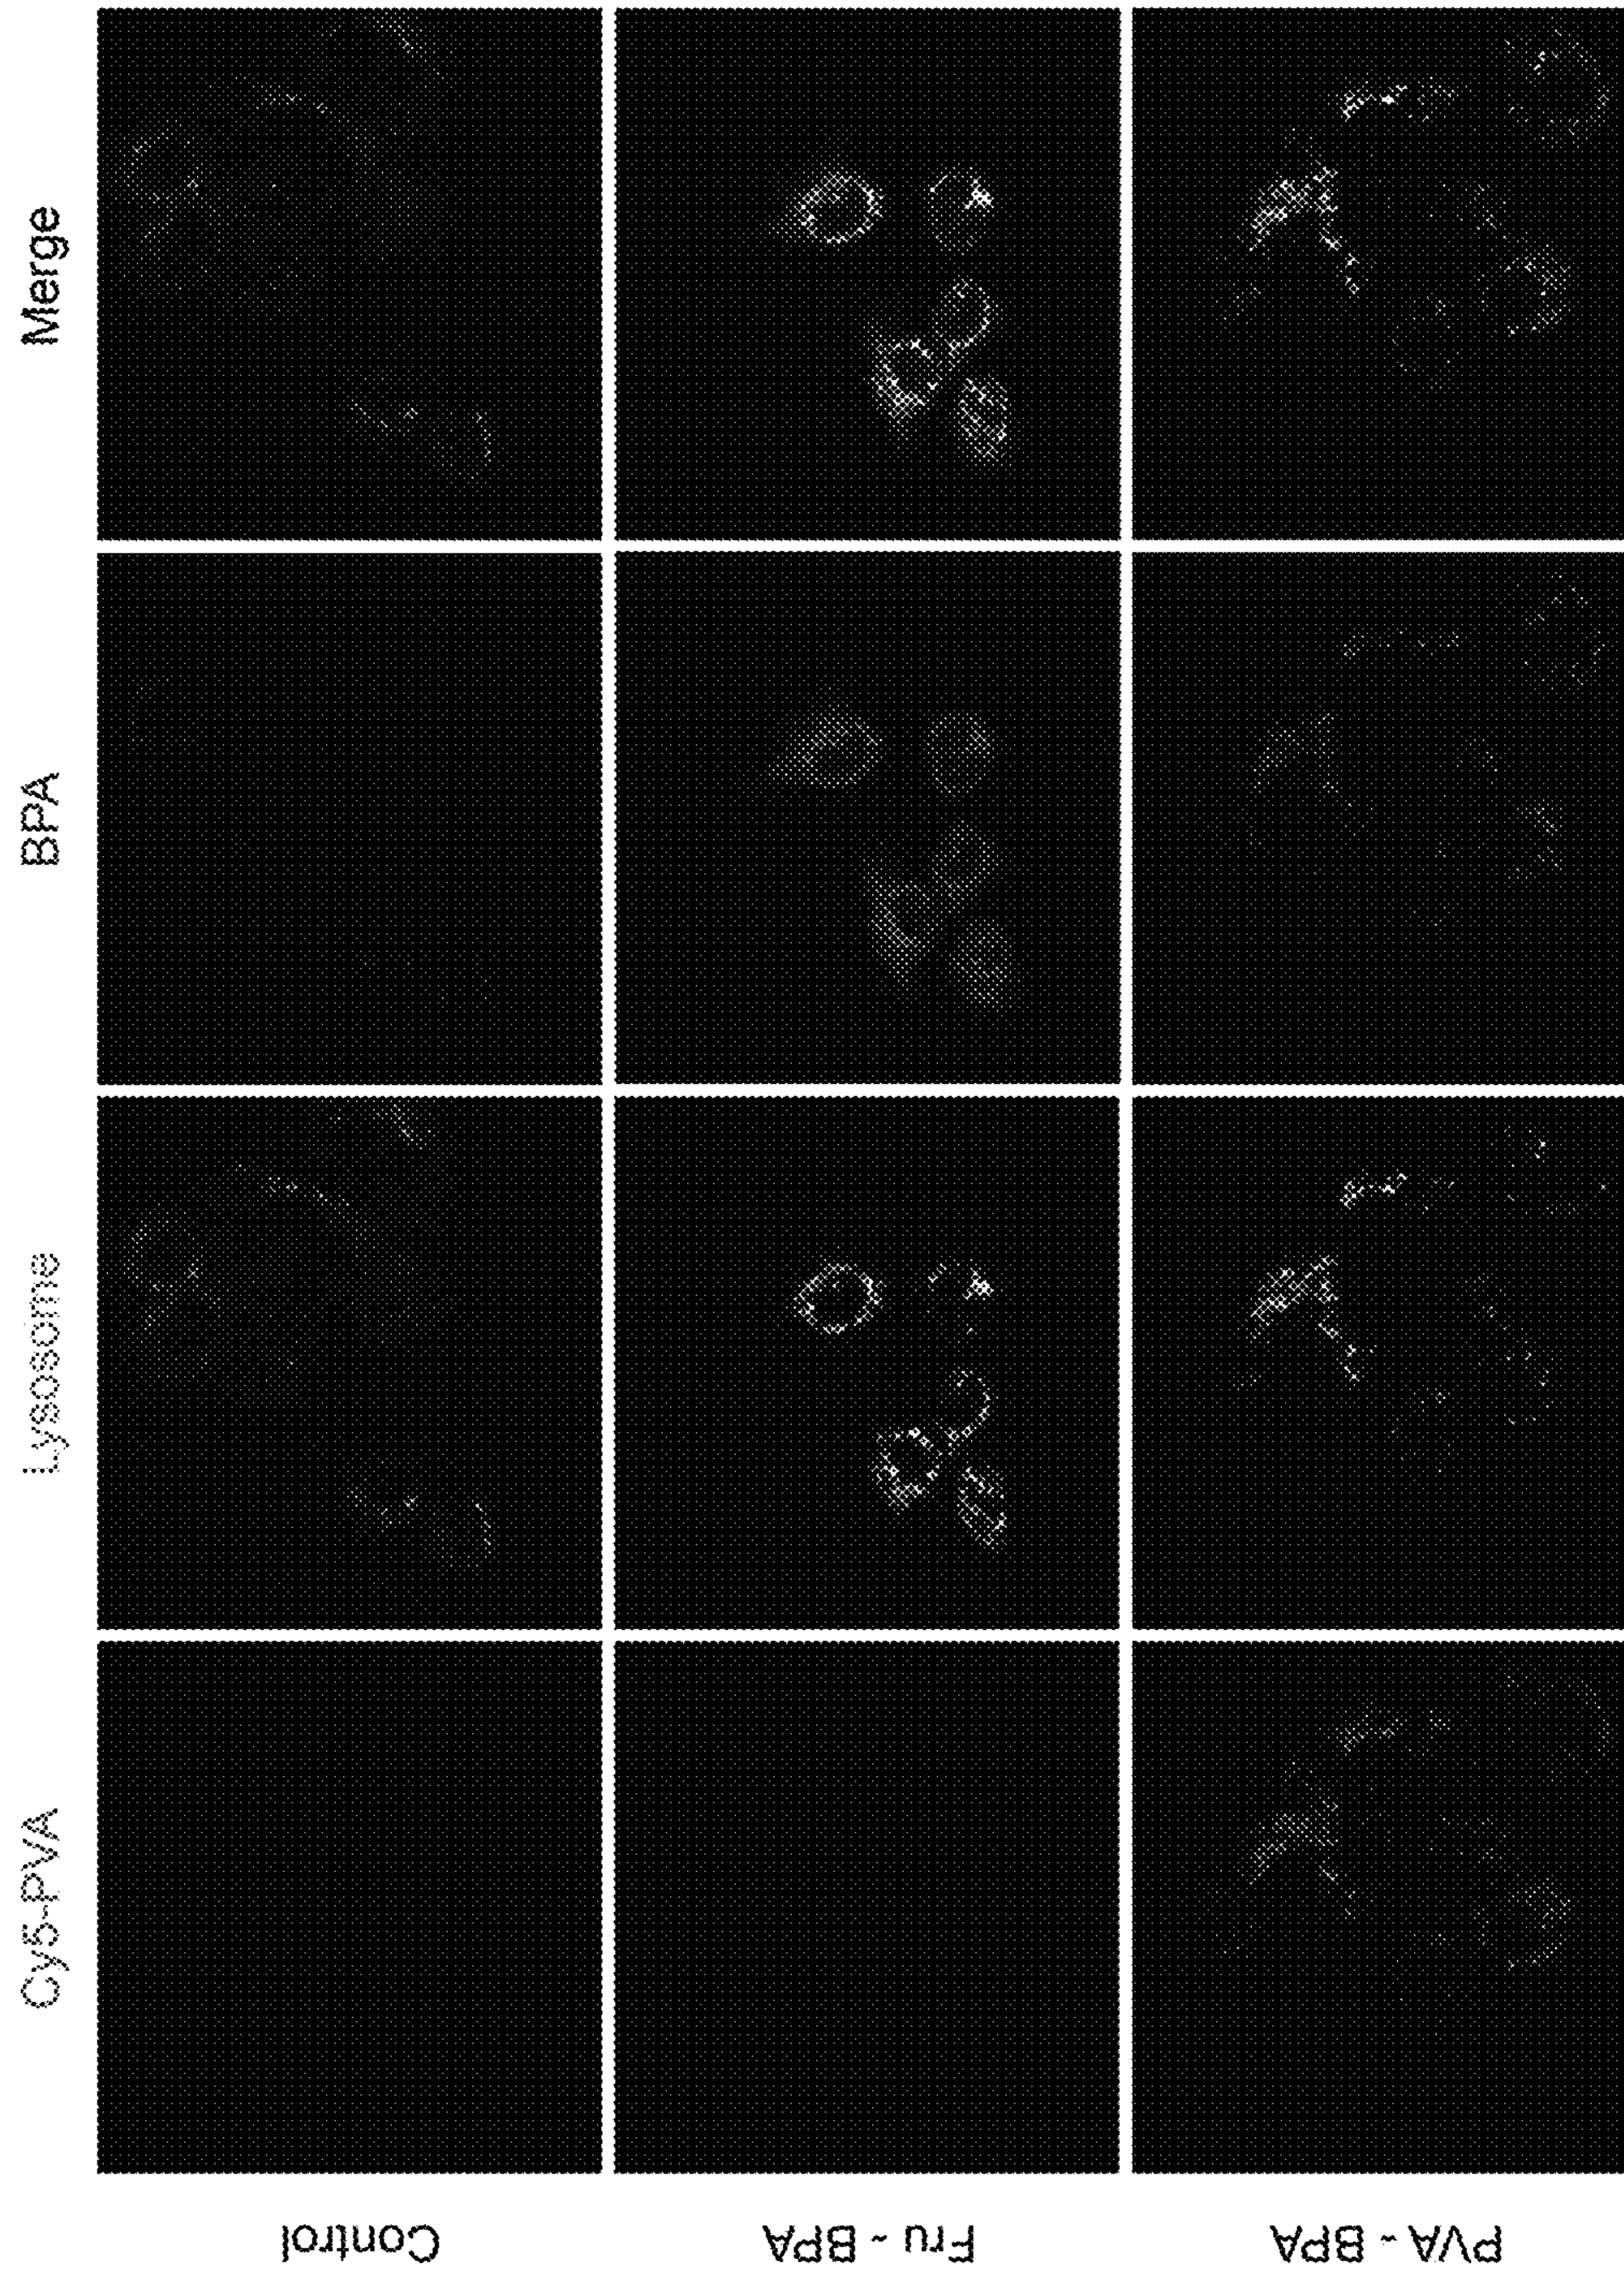 Cy5-PVA
Lysosome
BPA
Merge
Control
Fru - BPA
PVA - BPA